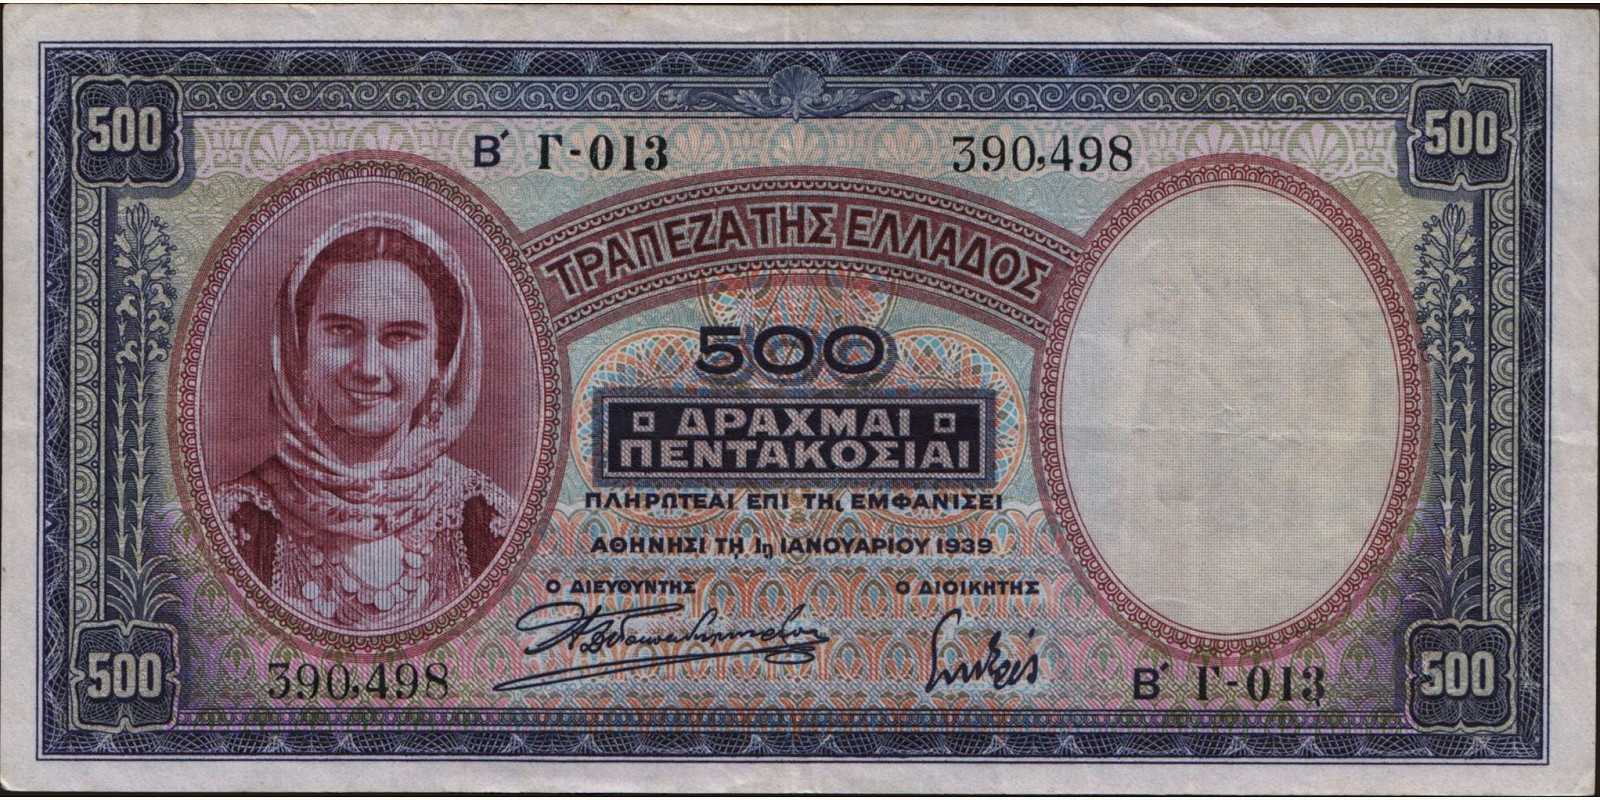 500 500
Β΄ Γ-013 390,498
ΤΡΑΠΕΖΑ ΤΗΣ ΕΛΛΑΔΟΣ
500
ΔΡΑΧΜΑΙ
ΠΕΝΤΑΚΟΣΙΑΙ
ΠΛΗΡΩΤΕΑΙ ΕΠΙ ΤΗι ΕΜΦΑΝΙΣΕΙ
ΑΘΗΝΗΣΙ ΤΗ 1η ΙΑΝΟΥΑΡΙΟΥ 1939
Ο ΔΙΕΥΘΥΝΤΗΣ Ο ΔΙΟΙΚΗΤΗΣ
500 390,498 Β΄ Γ-013 500